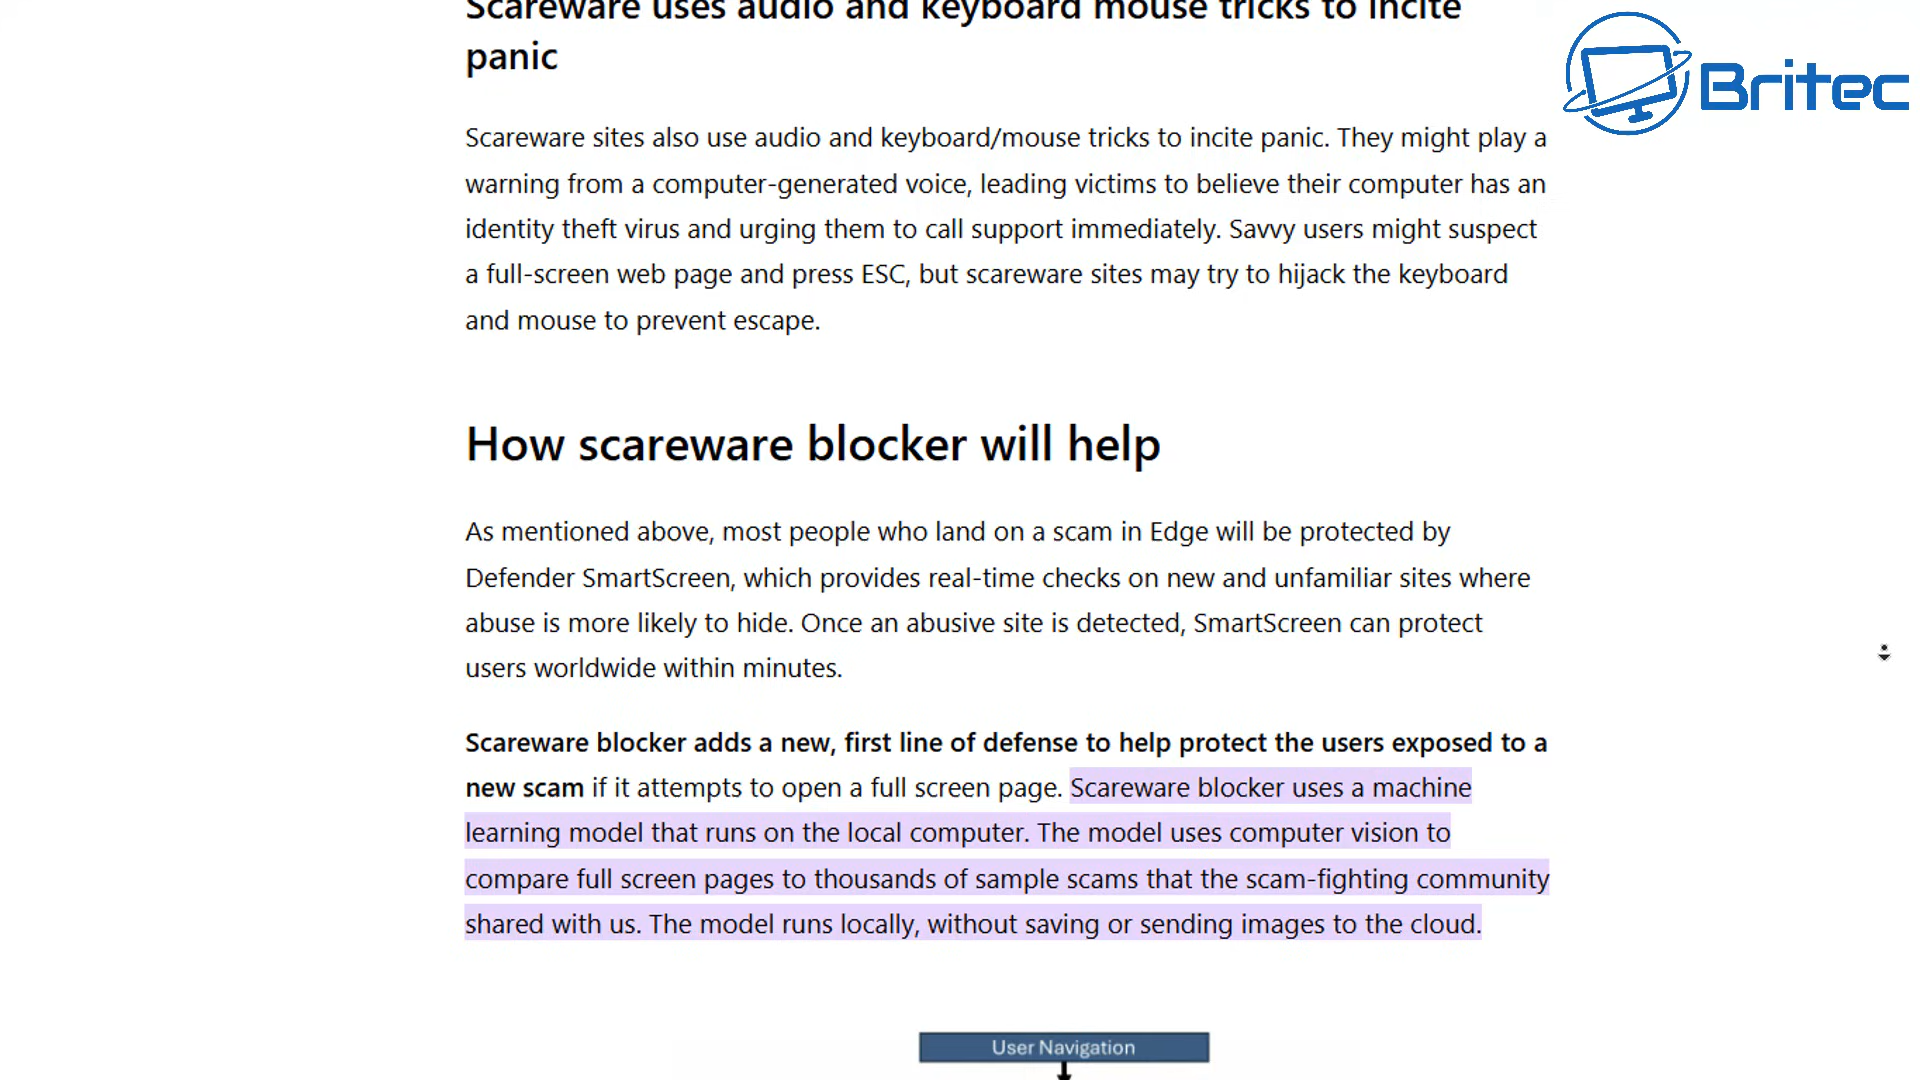 Scareware uses audio and keyboard mouse tricks to incite
panic
Britec
Scareware sites also use audio and keyboard/mouse tricks to incite panic. They might play a
warning from a computer-generated voice, leading victims to believe their computer has an
identity theft virus and urging them to call support immediately. Savvy users might suspect
a full-screen web page and press ESC, but scareware sites may try to hijack the keyboard
and mouse to prevent escape.
How scareware blocker will help
As mentioned above, most people who land on a scam in Edge will be protected by
Defender SmartScreen, which provides real-time checks on new and unfamiliar sites where
abuse is more likely to hide. Once an abusive site is detected, SmartScreen can protect
users worldwide within minutes.
Scareware blocker adds a new, first line of defense to help protect the users exposed to a
new scam if it attempts to open a full screen page. Scareware blocker uses a machine
learning model that runs on the local computer. The model uses computer vision to
compare full screen pages to thousands of sample scams that the scam-fighting community
shared with us. The model runs locally, without saving or sending images to the cloud.
User Navigation